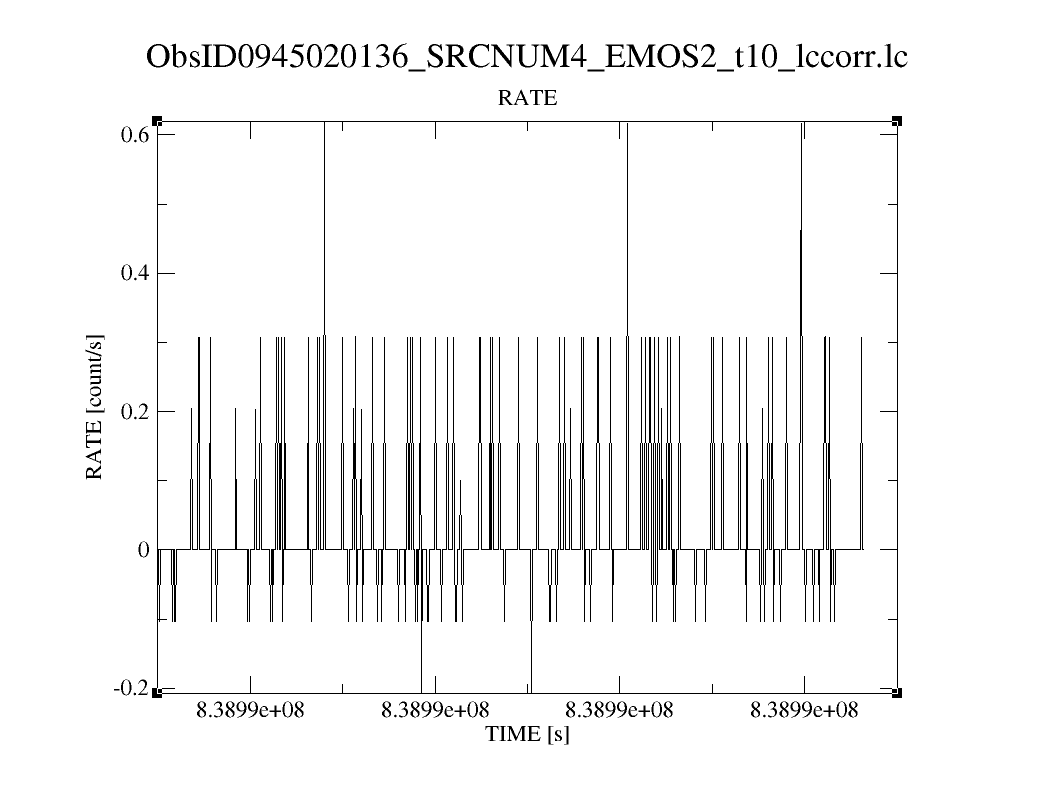 ObsID0945020136_SRCNUM4_EMOS2_t10_lccorr.lc
RATE
0.6
0.4
0.2
0
-0.2
RATE [count/s]
8.3899e+08 8.3899e+08 8.3899e+08 8.3899e+08
TIME [s]